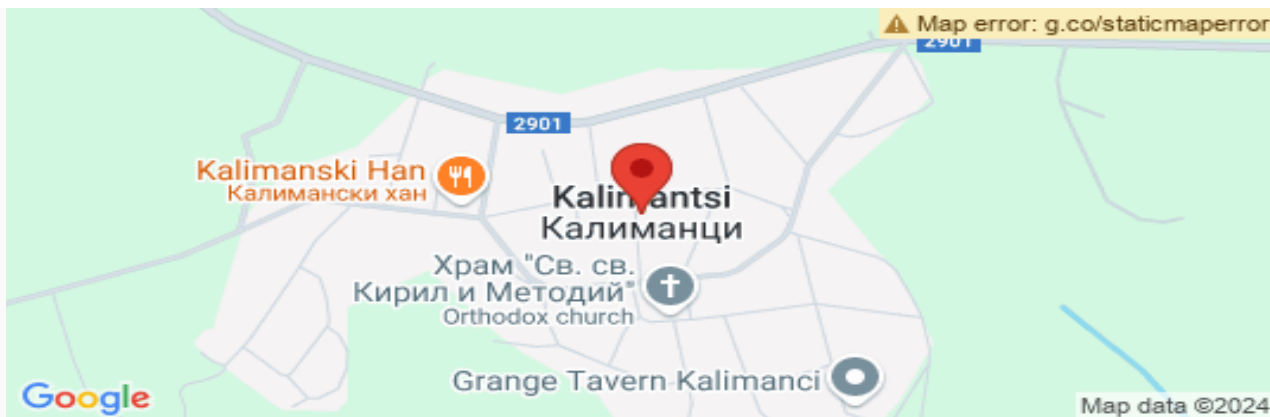 Map error: g.co/staticmaperror
2901
2901
Kalimanski Han
Калимански хан
Kalimantsi
Калиманци
Храм "Св. св.
Кирил и Методий"
Orthodox church
Grange Tavern Kalimanci
Google
Map data ©2024